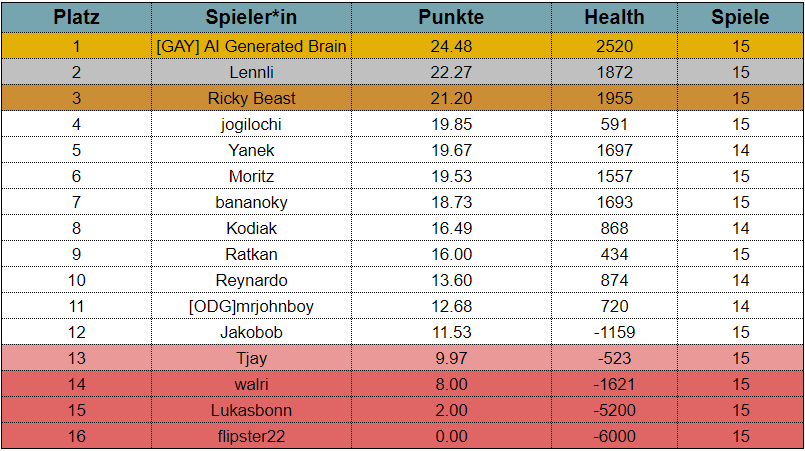 Platz Spieler*in Punkte Health Spiele
1 [GAY] AI Generated Brain 24.48 2520 15
2 Lennli 22.27 1872 15
3 Ricky Beast 21.20 1955 15
4 jogilochi 19.85 591 15
5 Yanek 19.67 1697 14
6 Moritz 19.53 1557 15
7 bananoky 18.73 1693 15
8 Kodiak 16.49 868 14
9 Ratkan 16.00 434 15
10 Reynardo 13.60 874 14
11 [ODG]mrjohnboy 12.68 720 14
12 Jakobob 11.53 -1159 15
13 Tjay 9.97 -523 15
14 walri 8.00 -1621 15
15 Lukasbonn 2.00 -5200 15
16 flipster22 0.00 -6000 15